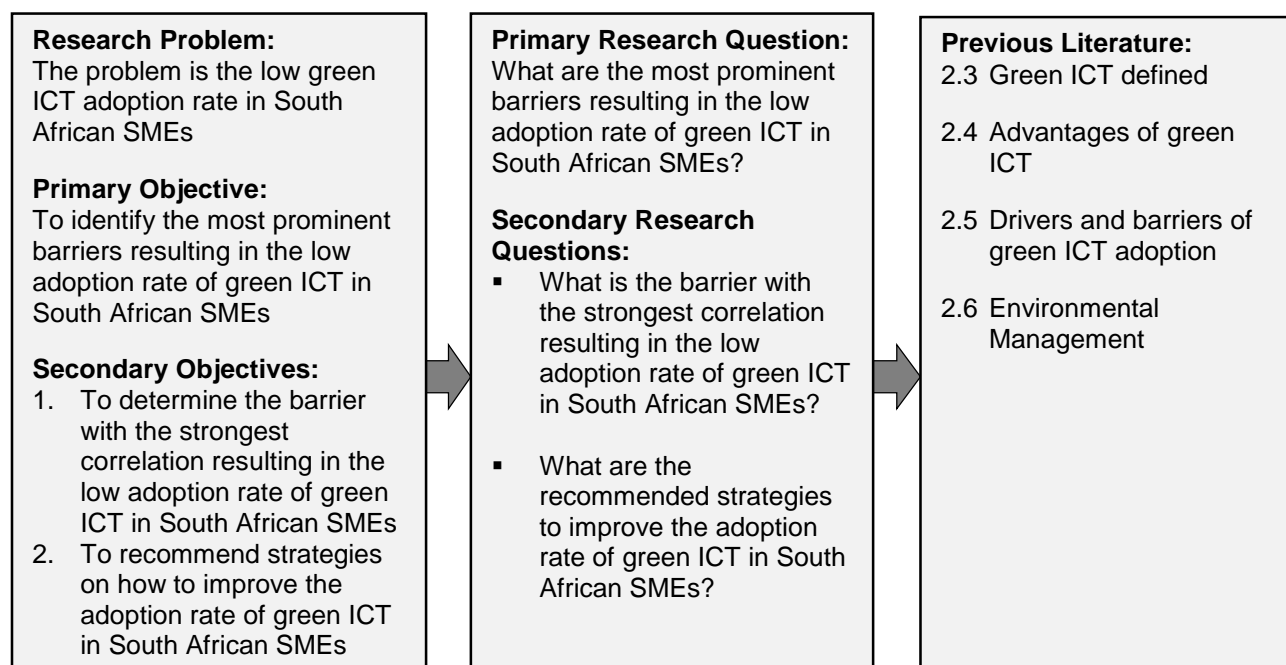 Research Problem:
The problem is the low green
ICT adoption rate in South
African SMEs
Primary Objective:
To identify the most prominent
barriers resulting in the low
adoption rate of green ICT in
South African SMEs
Secondary Objectives:
1. To determine the barrier
with the strongest
correlation resulting in the
low adoption rate of green
ICT in South African SMEs
2. To recommend strategies
on how to improve the
adoption rate of green ICT
in South African SMEs
Primary Research Question:
What are the most prominent
barriers resulting in the low
adoption rate of green ICT in
South African SMEs?
Secondary Research
Questions:
▪ What is the barrier with
the strongest correlation
resulting in the low
adoption rate of green ICT
in South African SMEs?
▪ What are the
recommended strategies
to improve the adoption
rate of green ICT in South
African SMEs?
Previous Literature:
2.3 Green ICT defined
2.4 Advantages of green
ICT
2.5 Drivers and barriers of
green ICT adoption
2.6 Environmental
Management